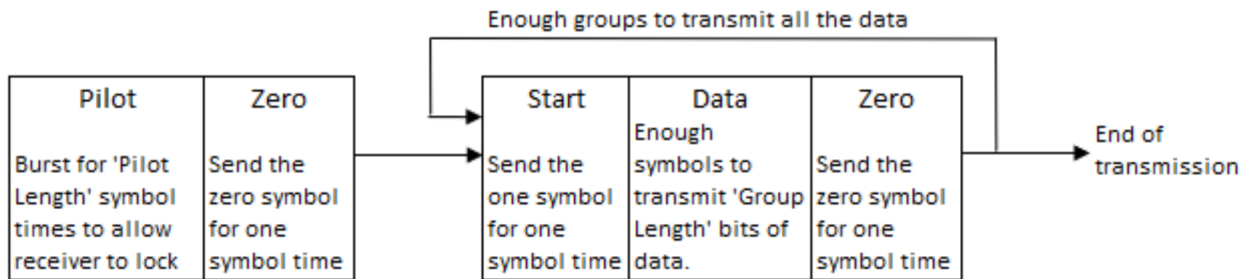 Enough groups to transmit all the data
Pilot
Burst for 'Pilot
Length' symbol
times to allow
receiver to lock
Zero
Send the
zero symbol
for one
symbol time
Start
Send the
one symbol
for one
symbol time
Data
Enough
symbols to
transmit 'Group
Length' bits of
data.
Zero
Send the
zero symbol
for one
symbol time
End of
transmission